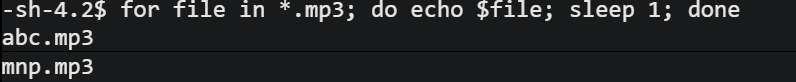 -sh-4.2$ for file in *.mp3; do echo $file; sleep 1; done
abc.mp3
mnp.mp3